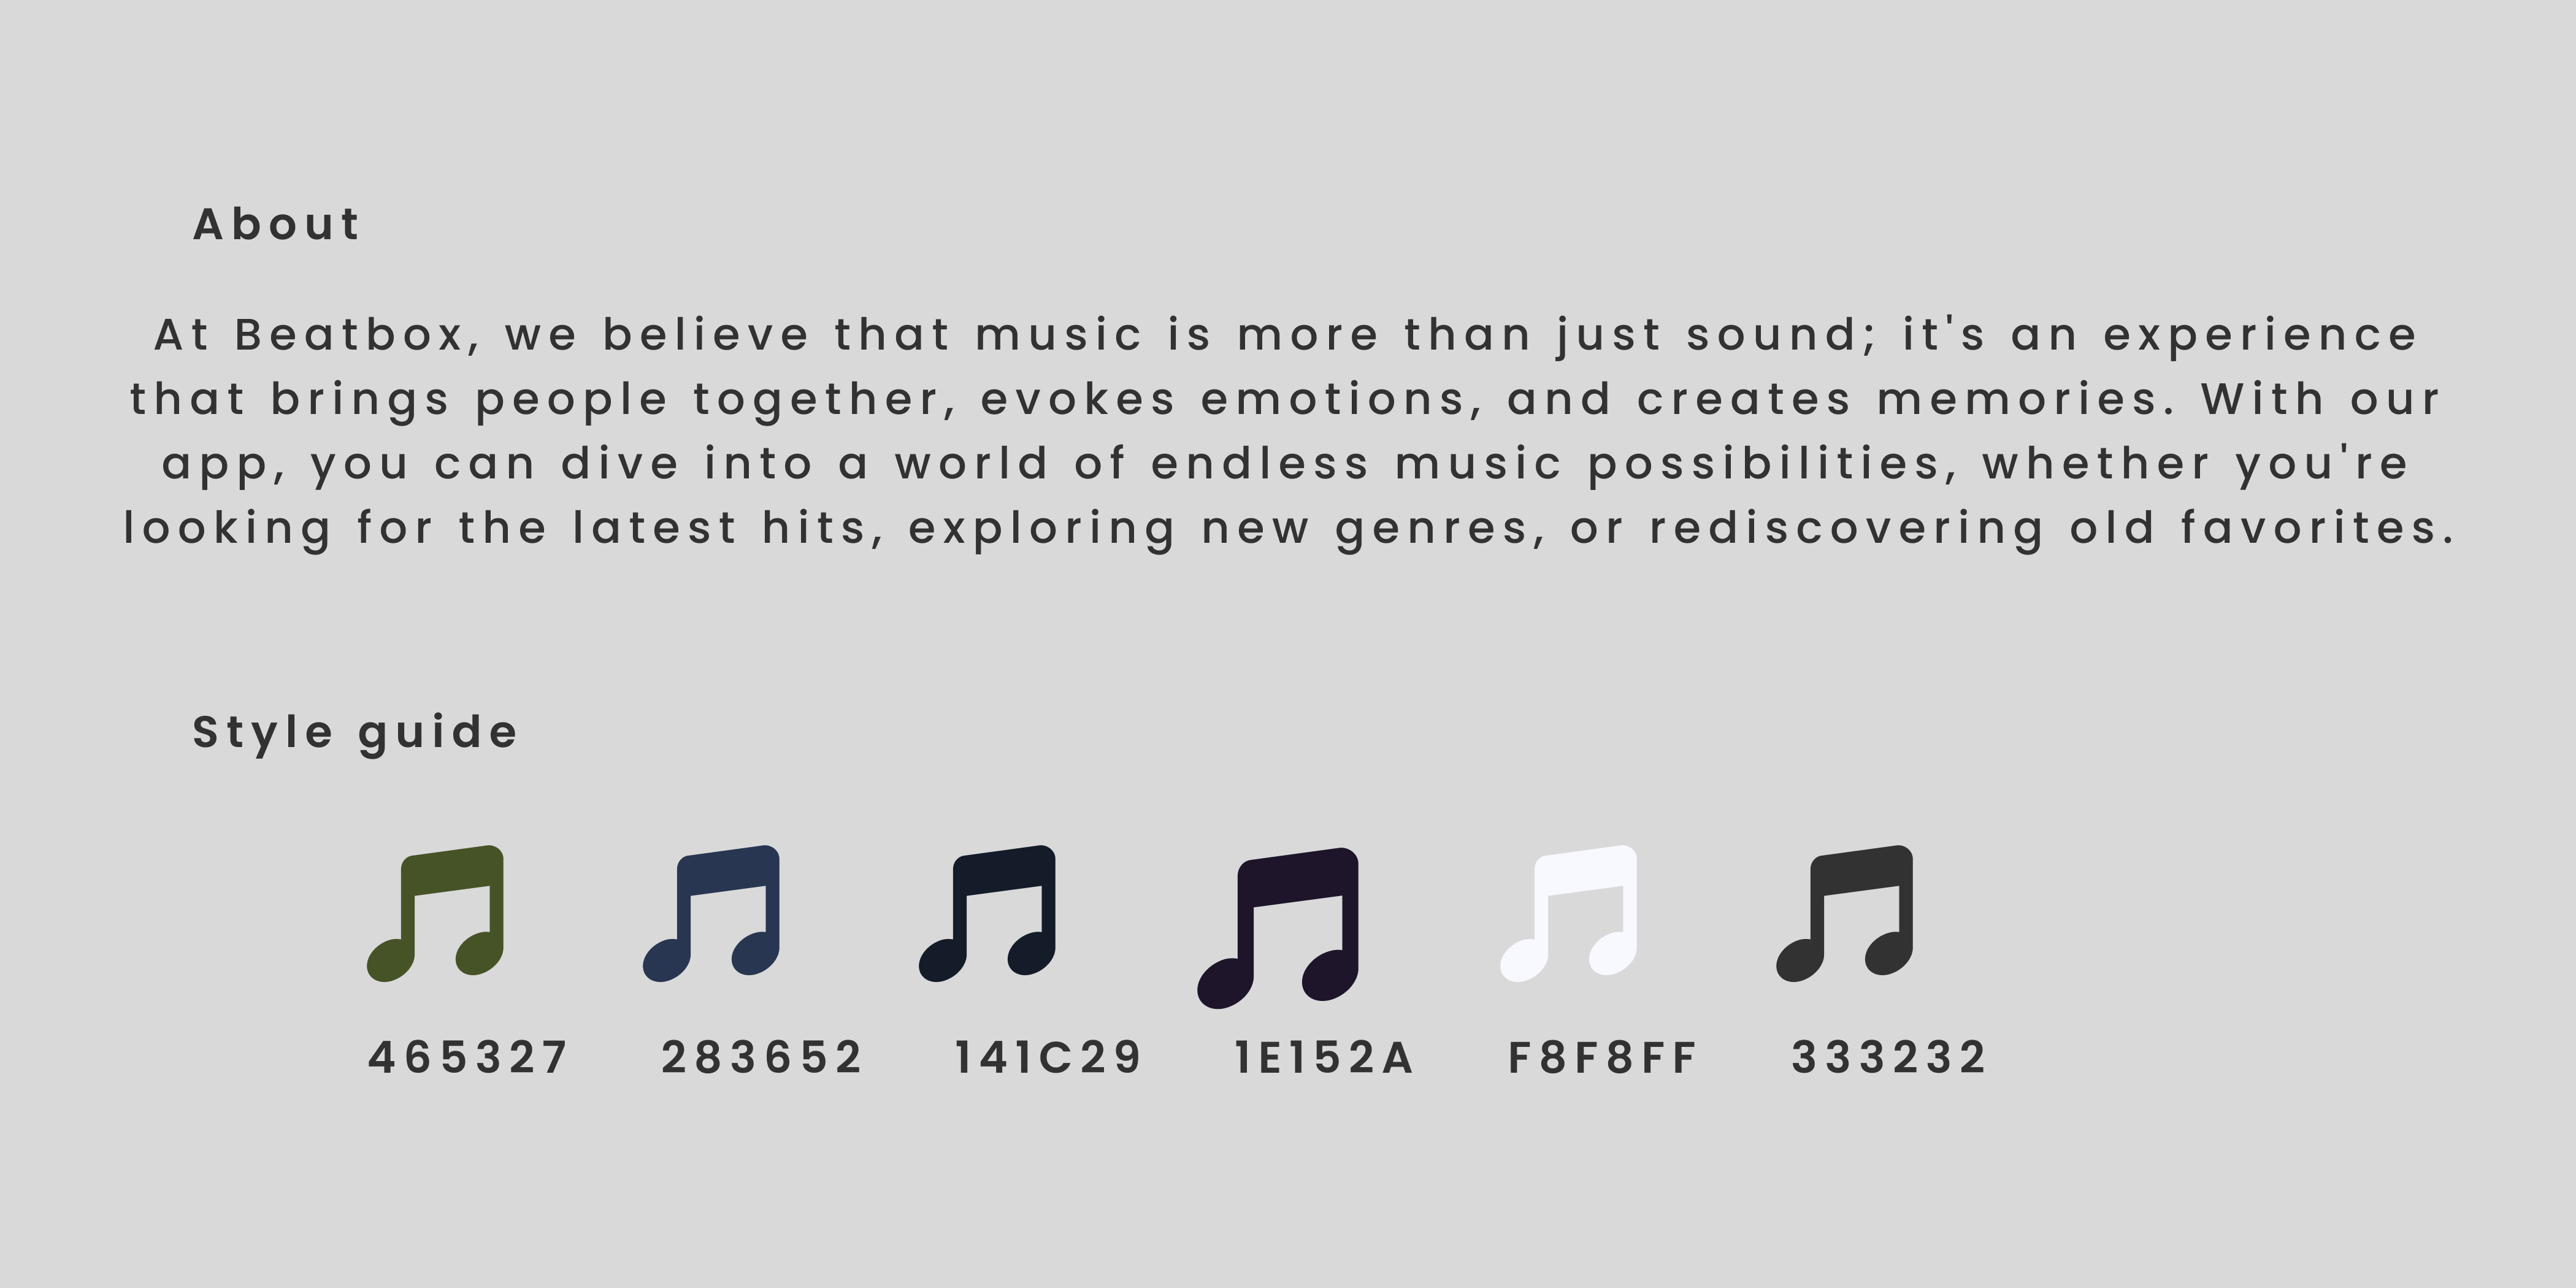 About
At Beatbox, we believe that music is more than just sound; it's an experience
that brings people together, evokes emotions, and creates memories. With our
app, you can dive into a world of endless music possibilities, whether you're
looking for the latest hits, exploring new genres, or rediscovering old favorites.
Style guide
465327 283652 141C29 1E152A F8F8FF 333232